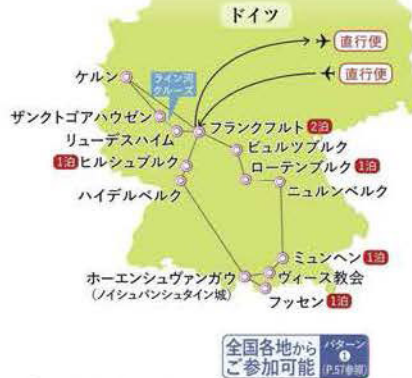 ドイツ
直行便
直行便
ケルン
ライン河
クルーズ
ザンクトゴアハウゼン
フランクフルト 2泊
リューデスハイム
ビュルツブルク
1泊 ヒルシュブルク
ローテンブルク 1泊
ハイデルベルク
ニュルンベルク
ミュンヘン 1泊
ホーエンシュヴァンガウ
ヴィース教会
(ノイシュバンシュタイン城)
フッセン 1泊
全国各地から
ご参加可能
パターン
1
(P.57参照)